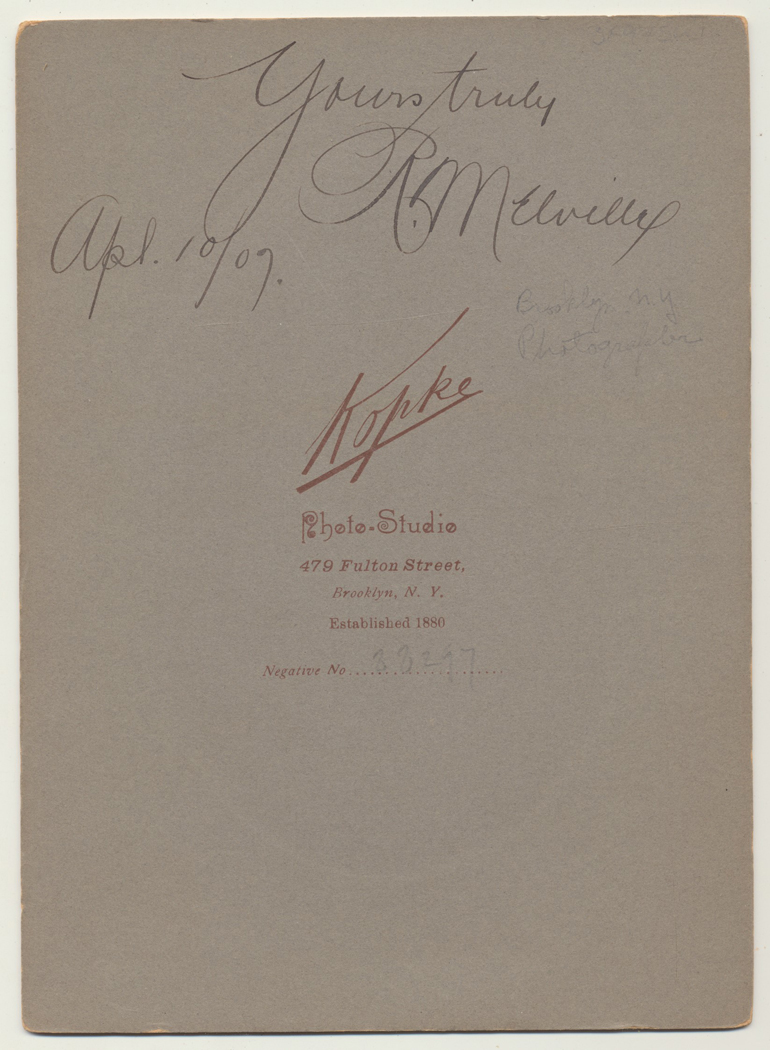 Yours truly
R. Melville
Apl. 10/09.
Brooklyn N.Y.
Photographer
Kopke
Photo-Studio
479 Fulton Street,
Brooklyn, N. Y.
Established 1880
Negative No. 33297